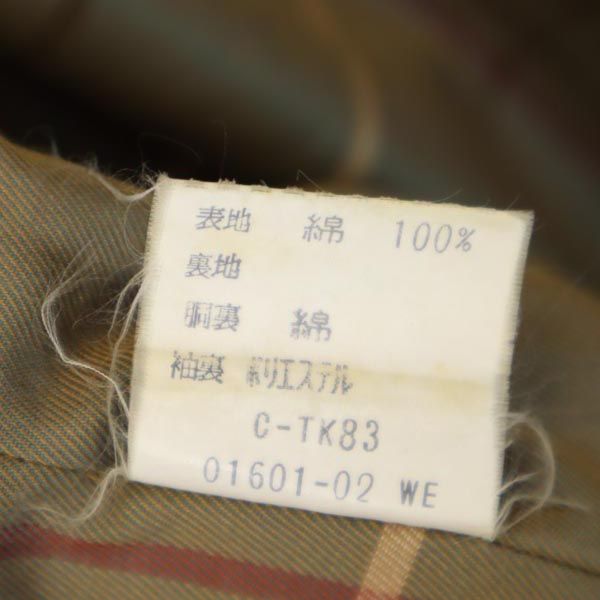 表地 綿 100%
裏地
胴裏 綿
袖裏 ポリエステル
C-TK83
01601-02 WE